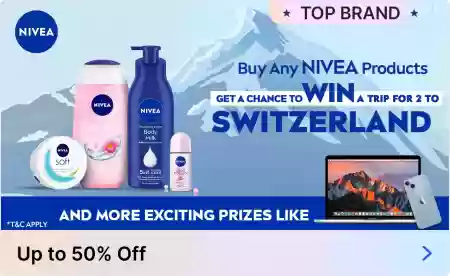 ★ TOP BRAND ★
NIVEA
Buy Any NIVEA Products
GET A CHANCE TO WIN A TRIP FOR 2 TO
SWITZERLAND
NIVEA
NIVEA
NIVEA
soft
Body
Milk
AND MORE EXCITING PRIZES LIKE
*T&C APPLY
Up to 50% Off